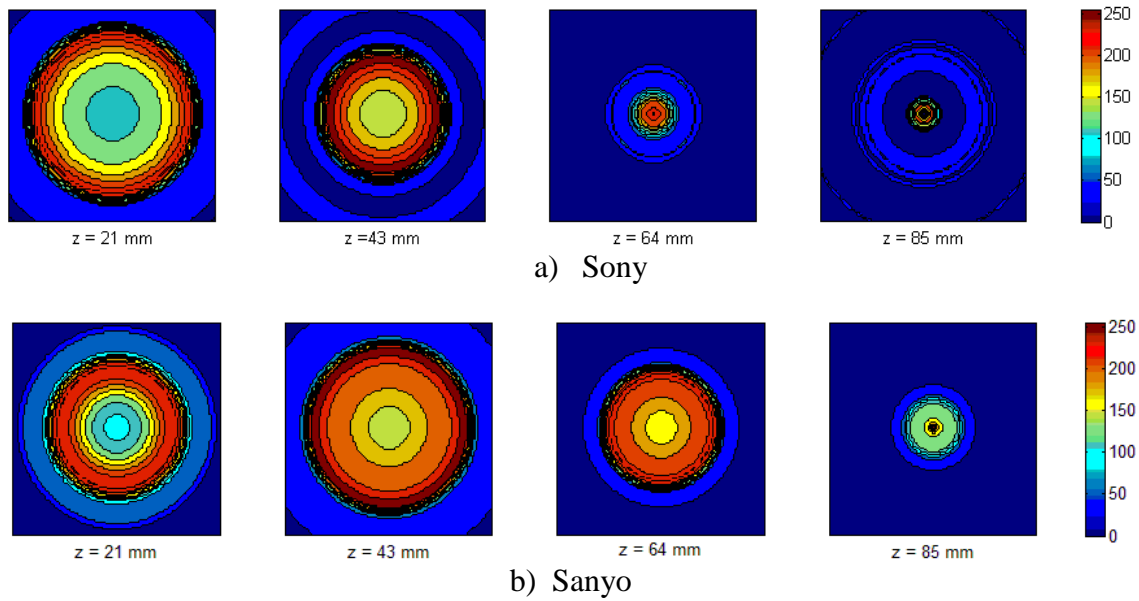 250
200
150
100
50
0
z = 21 mm
z =43 mm
z = 64 mm
z = 85 mm
a) Sony
250
200
150
100
50
0
z = 21 mm
z = 43 mm
z = 64 mm
z = 85 mm
b) Sanyo